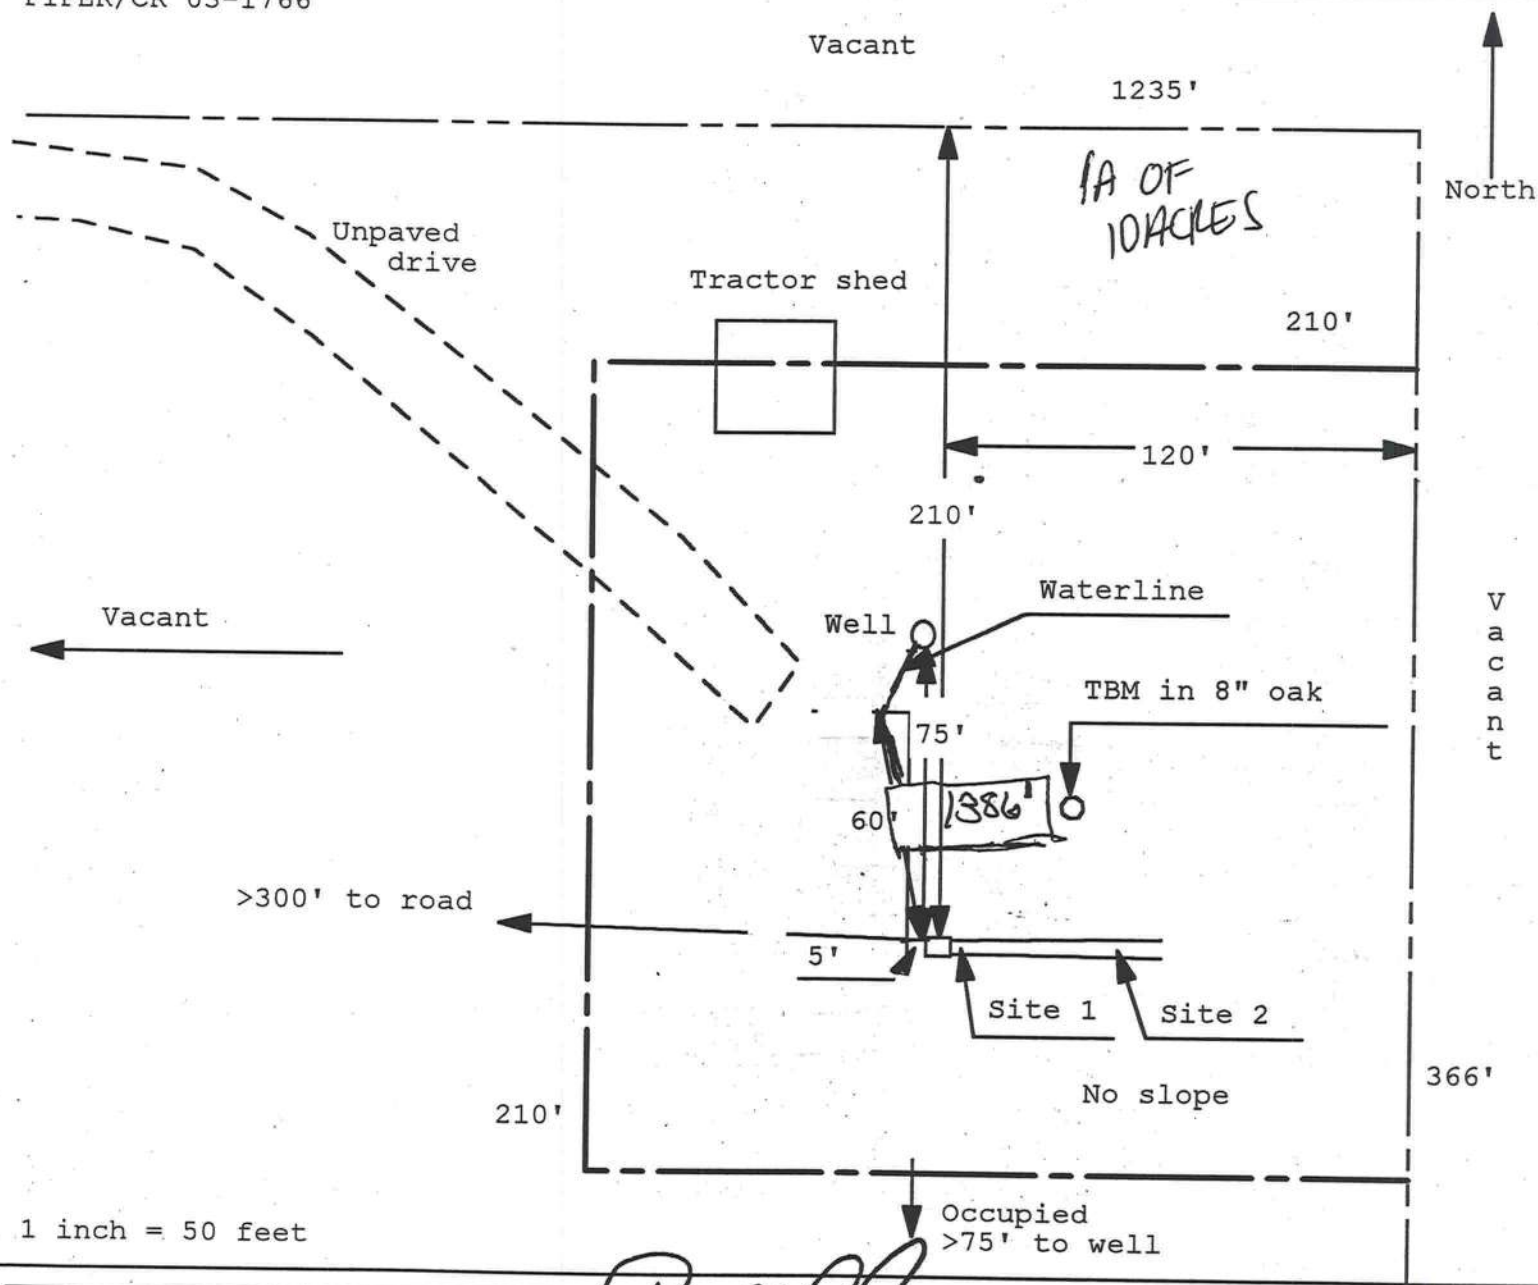 Vacant
1235'
North
1A OF
10 ACRES
Unpaved
drive
Tractor shed
210'
120'
210'
Waterline
Well
Vacant
Vacant
TBM in 8" oak
75'
60'
1386'
>300' to road
5'
Site 1
Site 2
366'
No slope
210'
Occupied
>75' to well
1 inch = 50 feet